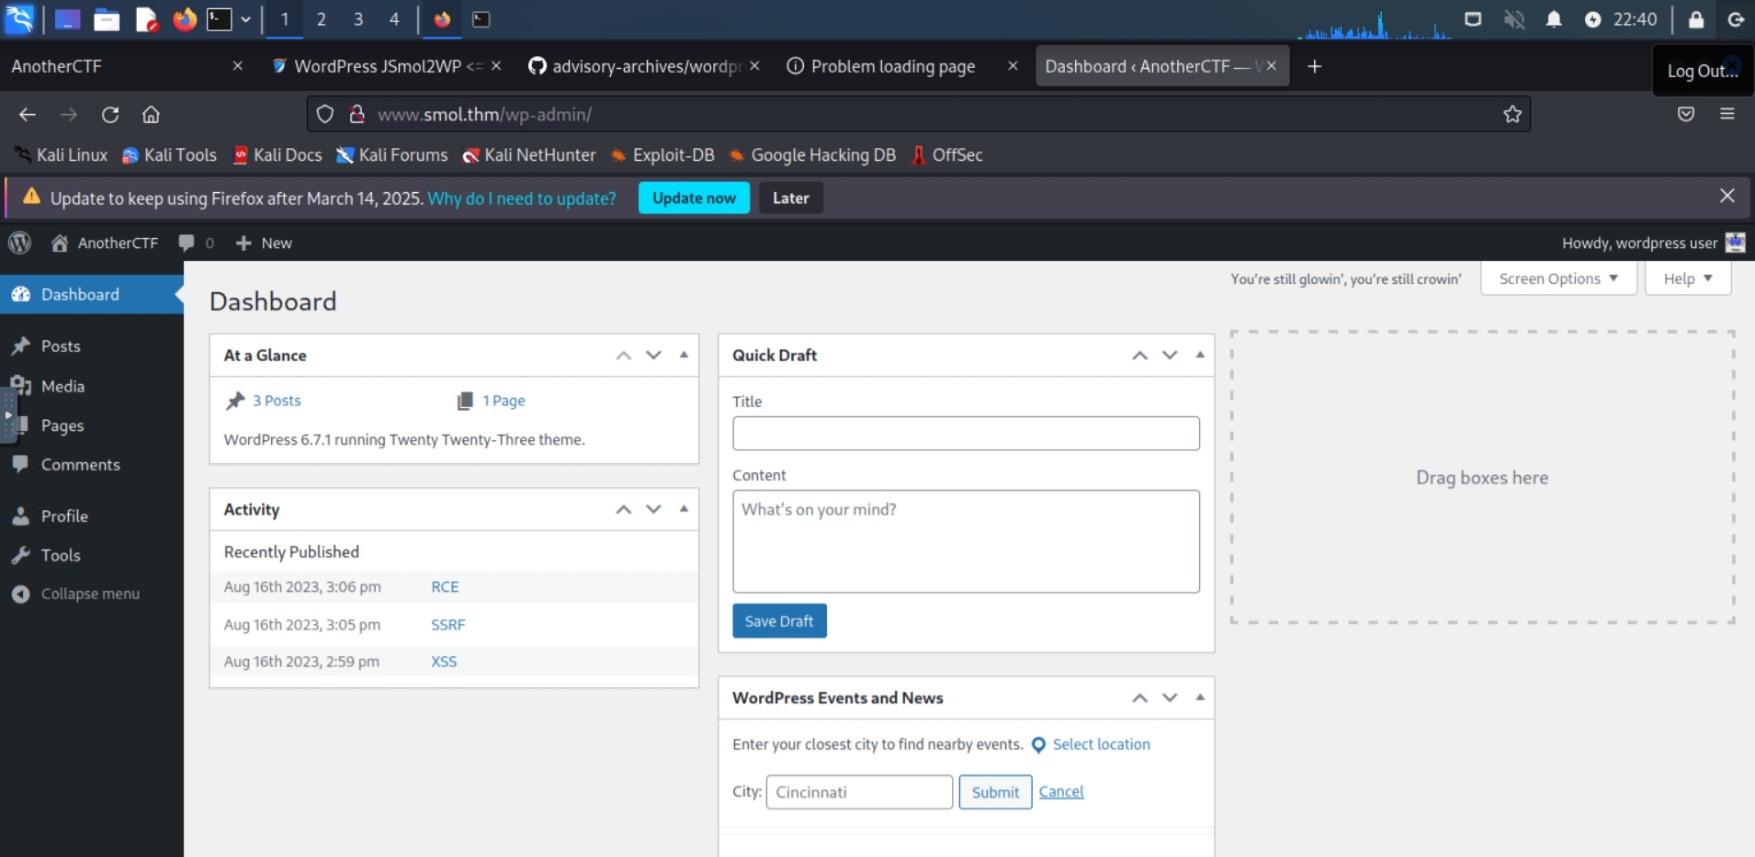 1 2 3 4 22:40
AnotherCTF
WordPress JSmol2WP <=
advisory-archives/wordpr
Problem loading page
Dashboard ‹ AnotherCTF —
Log Out...
www.smol.thm/wp-admin/
Kali Linux Kali Tools Kali Docs Kali Forums Kali NetHunter Exploit-DB Google Hacking DB OffSec
Update to keep using Firefox after March 14, 2025. Why do I need to update? Update now Later
AnotherCTF 0 New Howdy, wordpress user
You're still glowin', you're still crowin' Screen Options Help
Dashboard
Posts
Media
Pages
Comments
Profile
Tools
Collapse menu
Dashboard
At a Glance
3 Posts 1 Page
WordPress 6.7.1 running Twenty Twenty-Three theme.
Activity
Recently Published
Aug 16th 2023, 3:06 pm RCE
Aug 16th 2023, 3:05 pm SSRF
Aug 16th 2023, 2:59 pm XSS
Quick Draft
Title
Content
What's on your mind?
Save Draft
WordPress Events and News
Enter your closest city to find nearby events. Select location
City: Cincinnati Submit Cancel
Drag boxes here